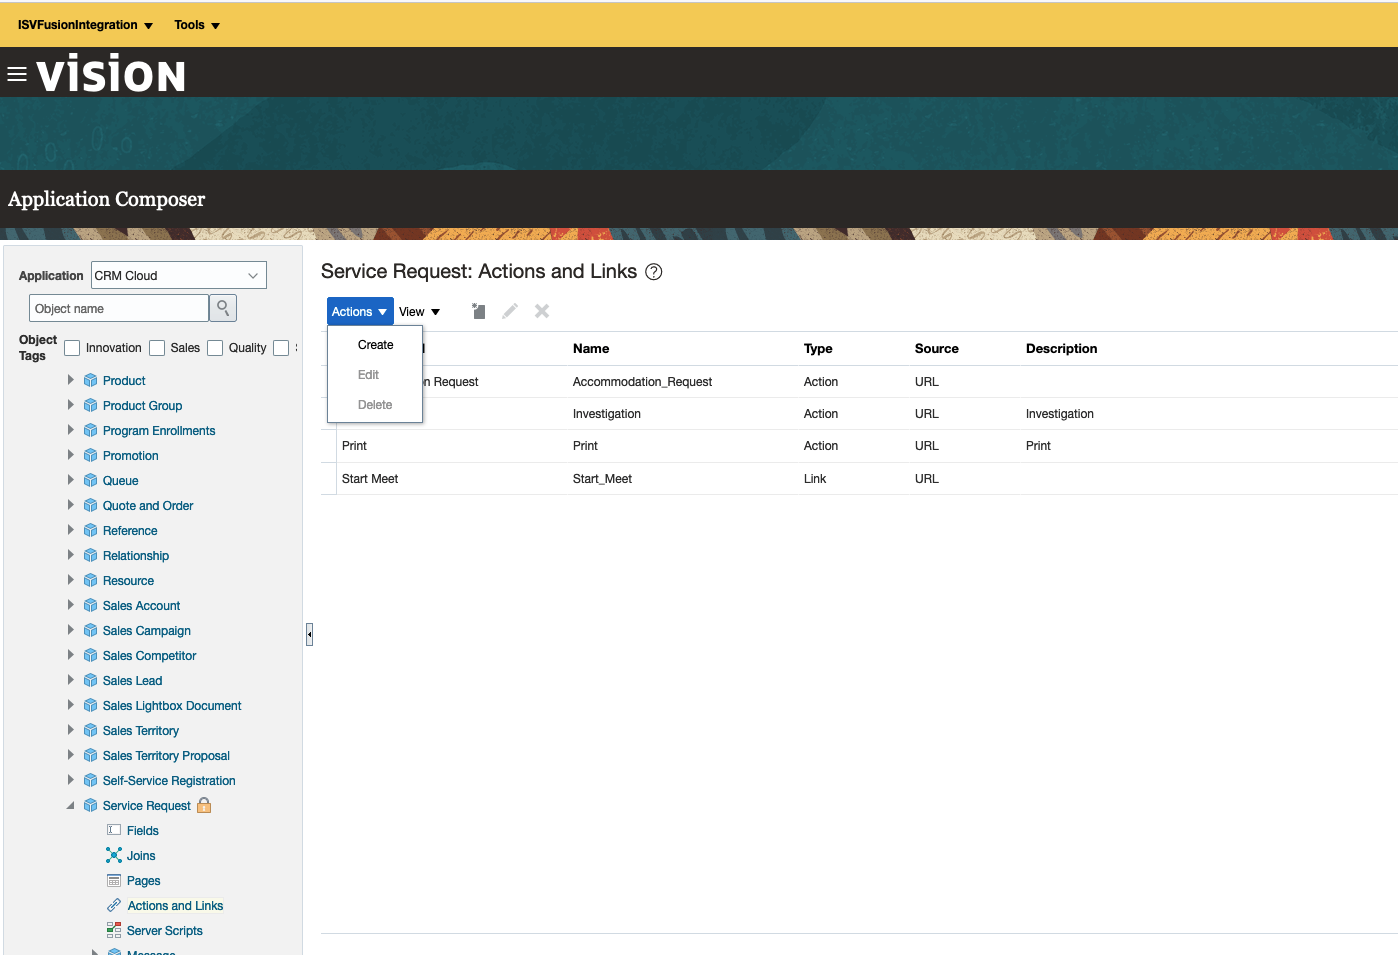 ISVFusionIntegration Tools
VISION
Application Composer
Application CRM Cloud
Object name
Object Tags Innovation Sales Quality
Product
Product Group
Program Enrollments
Promotion
Queue
Quote and Order
Reference
Relationship
Resource
Sales Account
Sales Campaign
Sales Competitor
Sales Lead
Sales Lightbox Document
Sales Territory
Sales Territory Proposal
Self-Service Registration
Service Request
Fields
Joins
Pages
Actions and Links
Server Scripts
Message
Service Request: Actions and Links ?
Actions View
Create
Edit
Delete
Name Type Source Description
Request Accommodation_Request Action URL
Investigation Action URL Investigation
Print Print Action URL Print
Start Meet Start_Meet Link URL